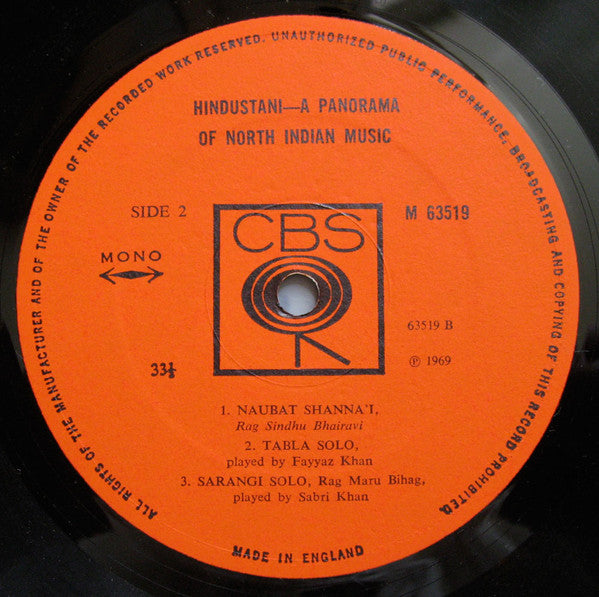 ALL RIGHTS OF THE MANUFACTURER AND OF THE OWNER OF THE RECORDED WORK RESERVED. UNAUTHORIZED PUBLIC PERFORMANCE, BROADCASTING AND COPYING OF THIS RECORD PROHIBITED.
HINDUSTANI—A PANORAMA
OF NORTH INDIAN MUSIC
SIDE 2
M 63519
CBS
MONO
63519 B
33⅓
℗ 1969
1. NAUBAT SHANNA'I,
Rag Sindhu Bhairavi
2. TABLA SOLO,
played by Fayyaz Khan
3. SARANGI SOLO, Rag Maru Bihag,
played by Sabri Khan
MADE IN ENGLAND